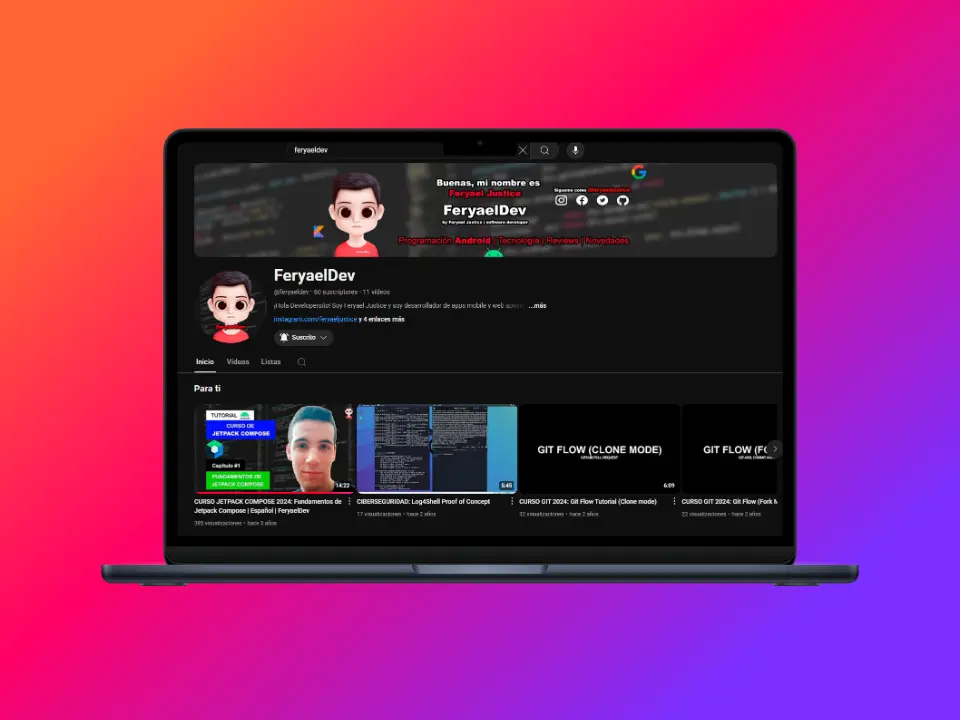 feryaeldev
Buenas, mi nombre es
Feryael Justice
FeryaelDev
by Feryael Justice | software developer
Sígueme como @feryaeljustice
Programación Android | Tecnología | Reviews | Novedades
FeryaelDev
@feryaeldev · 60 suscriptores · 11 vídeos
¡Hola Developersito! Soy Feryael Justice y soy desarrollador de apps mobile y web ...más
instagram.com/feryaeljustice y 4 enlaces más
Suscrito
Inicio Vídeos Listas
Para ti
TUTORIAL
CURSO DE
JETPACK COMPOSE
Capítulo #1
FUNDAMENTOS DE
JETPACK COMPOSE
14:22
5:45
GIT FLOW (CLONE MODE)
6:09
GIT FLOW (FO
CURSO JETPACK COMPOSE 2024: Fundamentos de
Jetpack Compose | Español | FeryaelDev
395 visualizaciones · hace 2 años
CIBERSEGURIDAD: Log4Shell Proof of Concept
17 visualizaciones · hace 2 años
CURSO GIT 2024: Git Flow Tutorial (Clone mode)
32 visualizaciones · hace 2 años
CURSO GIT 2024: Git Flow (Fork M
22 visualizaciones · hace 2 años